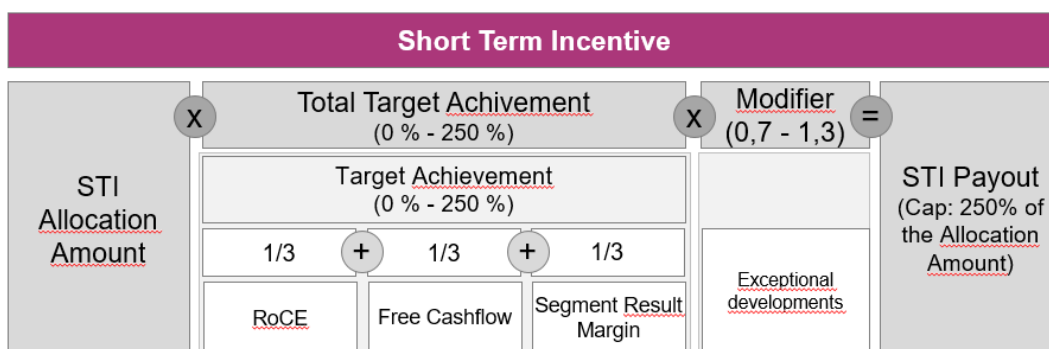 Short Term Incentive
STI
Allocation
Amount
x
Total Target Achivement
(0 % - 250 %)
x
Modifier
(0,7 - 1,3)
=
STI Payout
(Cap: 250% of
the Allocation
Amount)
Target Achievement
(0 % - 250 %)
1/3
+
1/3
+
1/3
RoCE
Free Cashflow
Segment Result
Margin
Exceptional
developments